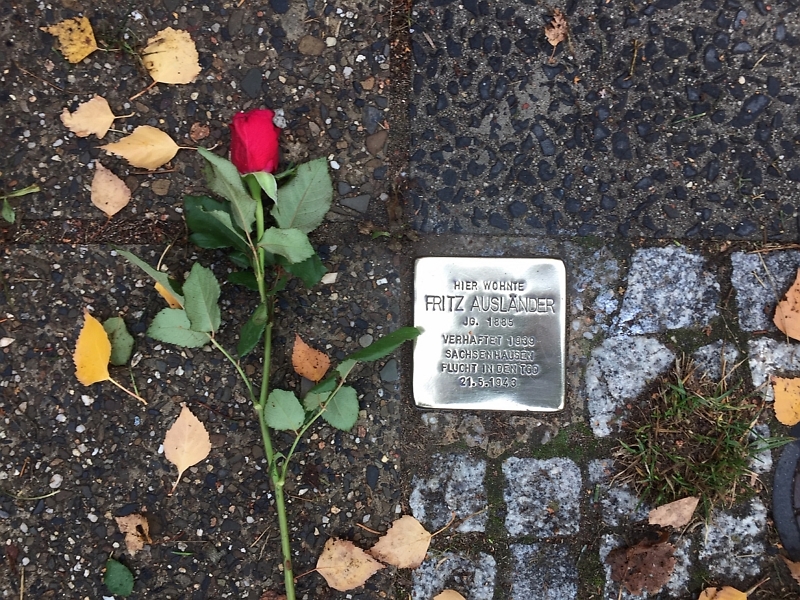 HIER WOHNTE
FRITZ AUSLÄNDER
JG. 1885
VERHAFTET 1939
SACHSENHAUSEN
FLUCHT IN DEN TOD
21.5.1943